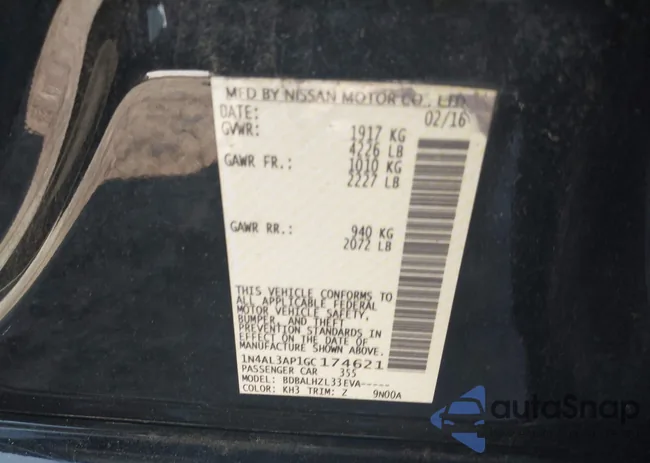 MFD BY NISSAN MOTOR CO., LTD.
DATE: 02/16
GVWR: 1917 KG
4226 LB
GAWR FR.: 1010 KG
2227 LB
GAWR RR.: 940 KG
2072 LB
THIS VEHICLE CONFORMS TO
ALL APPLICABLE FEDERAL
MOTOR VEHICLE SAFETY,
BUMPER, AND THEFT
PREVENTION STANDARDS IN
EFFECT ON THE DATE OF
MANUFACTURE SHOWN ABOVE.
1N4AL3AP1GC174621
PASSENGER CAR 355
MODEL: BDBALHZL33EVA-----
COLOR: KH3 TRIM: Z 9N00A
autoSnap